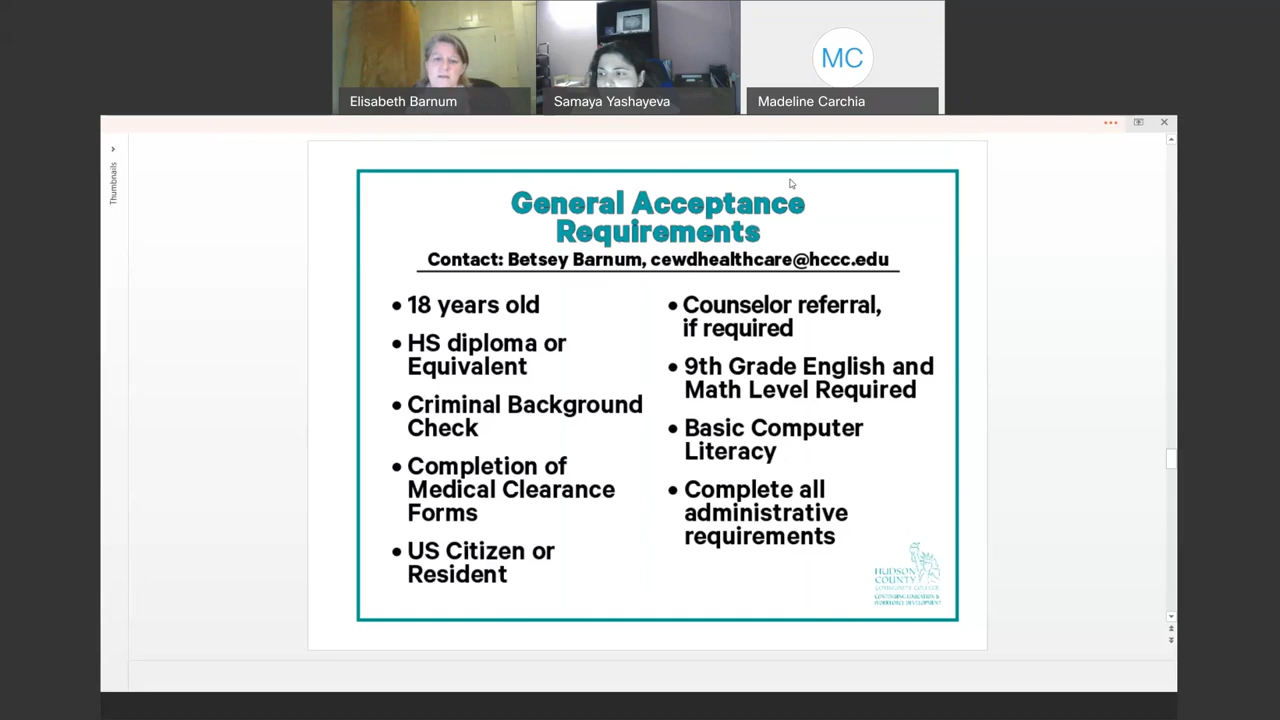 Elisabeth Barnum
Samaya Yashayeva
MC
Madeline Carchia
Thumbnails
General Acceptance
Requirements
Contact: Betsey Barnum, cewdhealthcare@hccc.edu
• 18 years old
• HS diploma or
Equivalent
• Criminal Background
Check
• Completion of
Medical Clearance
Forms
• US Citizen or
Resident
• Counselor referral,
if required
• 9th Grade English and
Math Level Required
• Basic Computer
Literacy
• Complete all
administrative
requirements
HUDSON
COUNTY
COMMUNITY COLLEGE
CONTINUING EDUCATION &
WORKFORCE DEVELOPMENT